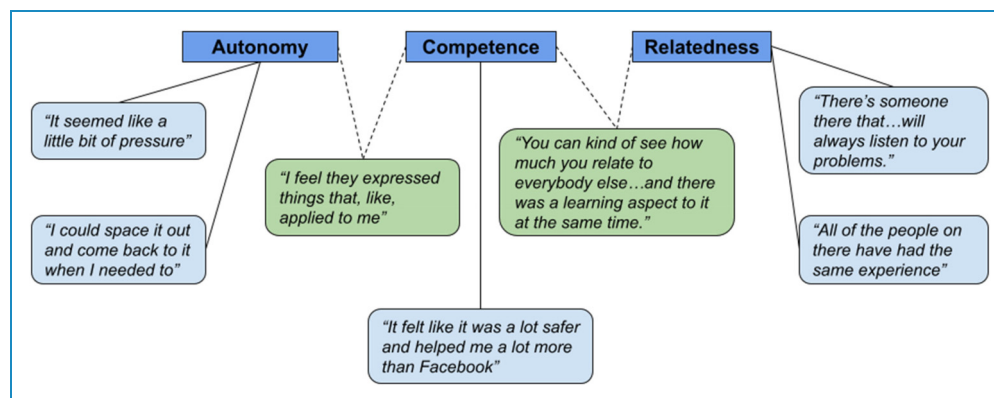 Autonomy
Competence
Relatedness
“It seemed like a
little bit of pressure”
“I could space it out
and come back to it
when I needed to”
“I feel they expressed
things that, like,
applied to me”
“It felt like it was a lot safer
and helped me a lot more
than Facebook”
“You can kind of see how
much you relate to
everybody else…and there
was a learning aspect to it
at the same time.”
“There’s someone
there that…will
always listen to your
problems.”
“All of the people on
there have had the
same experience”